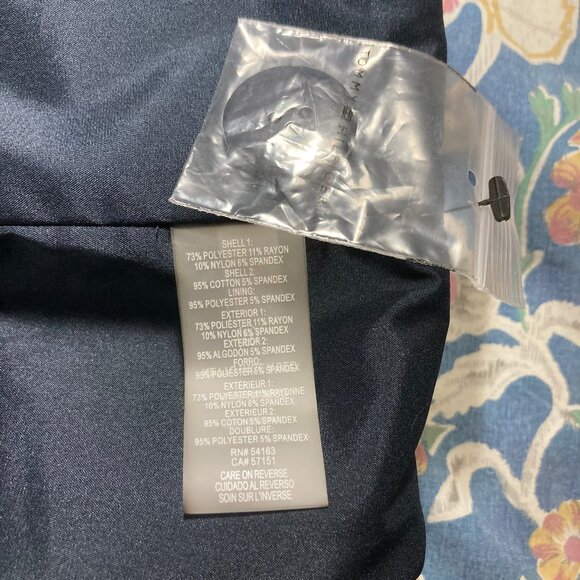 TOMMY HILFIGER
SHELL 1:
73% POLYESTER 11% RAYON
10% NYLON 6% SPANDEX
SHELL 2:
95% COTTON 5% SPANDEX
LINING:
95% POLYESTER 5% SPANDEX
EXTERIOR 1:
73% POLIÉSTER 11% RAYON
10% NYLON 6% SPANDEX
EXTERIOR 2:
95% ALGODON 5% SPANDEX
FORRO:
95% POLYESTER 5% SPANDEX
EXTÉRIEUR 1:
73% POLYESTER 11% RAYONNE
10% NYLON 6% SPANDEX
EXTÉRIEUR 2:
95% COTON 5% SPANDEX
DOUBLURE:
95% POLYESTER 5% SPANDEX
RN# 54163
CA# 57151
CARE ON REVERSE
CUIDADO AL REVERSO
SOIN SUR L'INVERSE